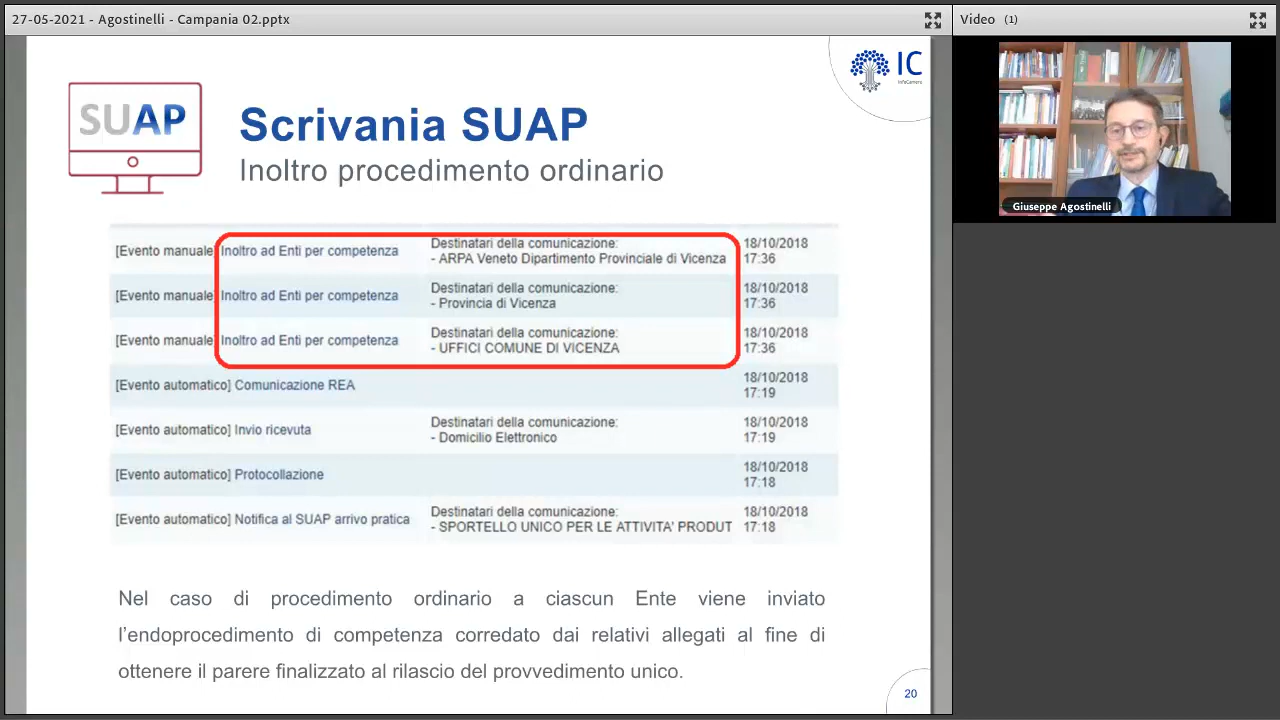 27-05-2021 - Agostinelli - Campania 02.pptx
Video (1)
IC
InfoCamere
SUAP
Scrivania SUAP
Inoltro procedimento ordinario
Giuseppe Agostinelli
[Evento manuale] Inoltro ad Enti per competenza Destinatari della comunicazione: 18/10/2018
- ARPA Veneto Dipartimento Provinciale di Vicenza 17:36
[Evento manuale] Inoltro ad Enti per competenza Destinatari della comunicazione: 18/10/2018
- Provincia di Vicenza 17:36
[Evento manuale] Inoltro ad Enti per competenza Destinatari della comunicazione: 18/10/2018
- UFFICI COMUNE DI VICENZA 17:36
[Evento automatico] Comunicazione REA 18/10/2018
17:19
[Evento automatico] Invio ricevuta Destinatari della comunicazione: 18/10/2018
- Domicilio Elettronico 17:19
[Evento automatico] Protocollazione 18/10/2018
17:18
[Evento automatico] Notifica al SUAP arrivo pratica Destinatari della comunicazione: 18/10/2018
- SPORTELLO UNICO PER LE ATTIVITA' PRODUT 17:18
Nel caso di procedimento ordinario a ciascun Ente viene inviato
l’endoprocedimento di competenza corredato dai relativi allegati al fine di
ottenere il parere finalizzato al rilascio del provvedimento unico.
20